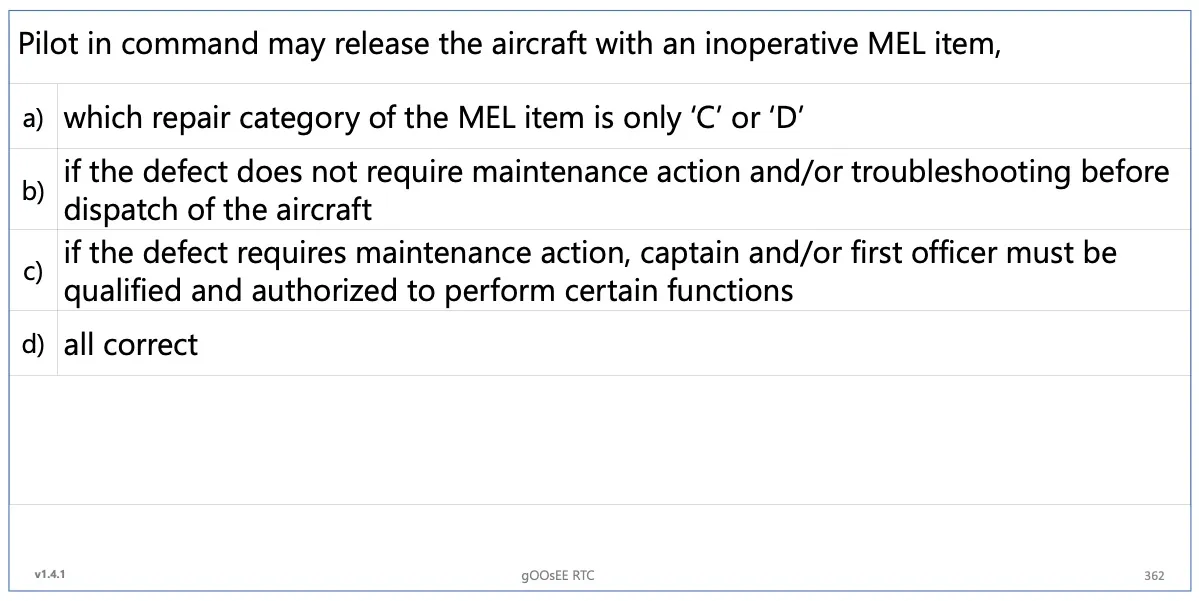 Pilot in command may release the aircraft with an inoperative MEL item,
a) which repair category of the MEL item is only ‘C’ or ‘D’
if the defect does not require maintenance action and/or troubleshooting before
b)
dispatch of the aircraft
if the defect requires maintenance action, captain and/or first officer must be
c)
qualified and authorized to perform certain functions
d) all correct
v1.4.1 gOOsEE RTC 362